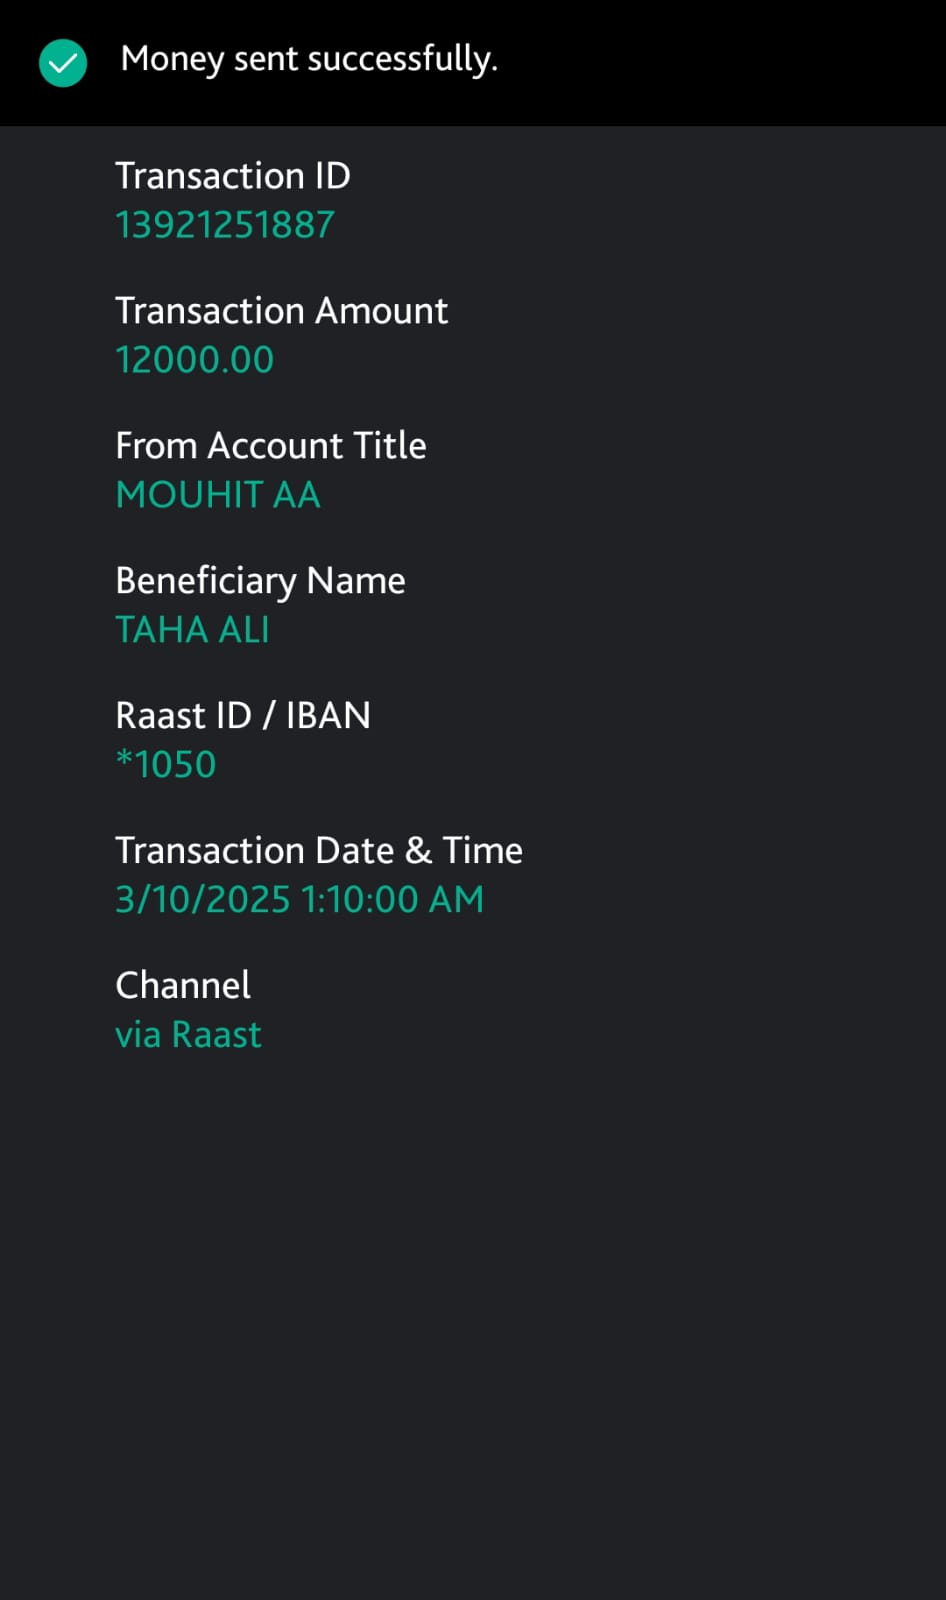 Money sent successfully.
Transaction ID
13921251887
Transaction Amount
12000.00
From Account Title
MOUHIT AA
Beneficiary Name
TAHA ALI
Raast ID / IBAN
*1050
Transaction Date & Time
3/10/2025 1:10:00 AM
Channel
via Raast